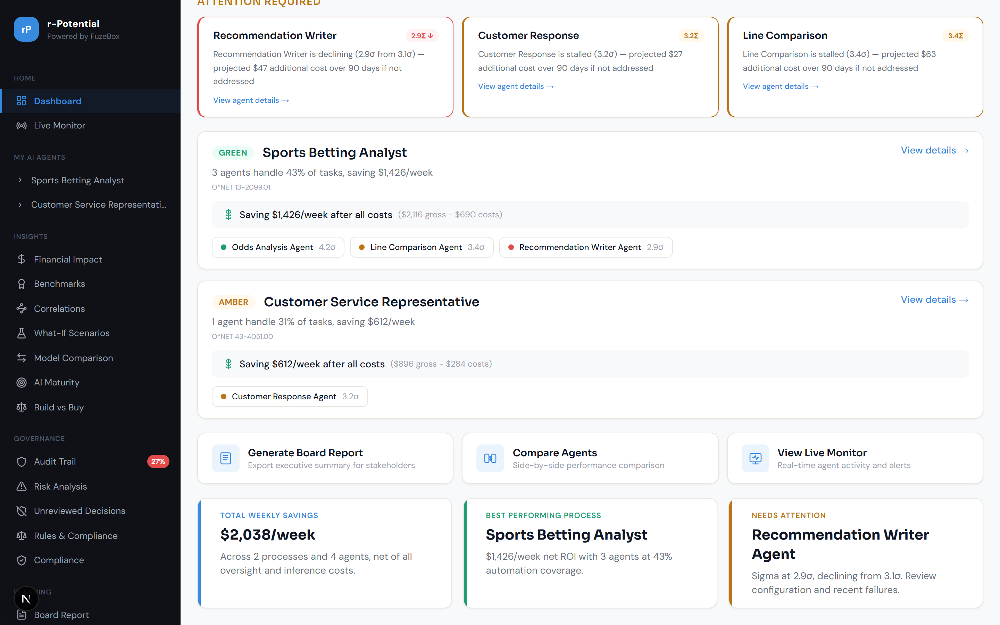 rP
r-Potential
Powered by FuzeBox
HOME
Dashboard
Live Monitor
MY AI AGENTS
Sports Betting Analyst
Customer Service Representati...
INSIGHTS
Financial Impact
Benchmarks
Correlations
What-If Scenarios
Model Comparison
AI Maturity
Build vs Buy
GOVERNANCE
Audit Trail
27%
Risk Analysis
Unreviewed Decisions
Rules & Compliance
Compliance
PLANNING
N
Board Report
ATTENTION REQUIRED
Recommendation Writer
2.9Σ ↓
Recommendation Writer is declining (2.9σ from 3.1σ) —
projected $47 additional cost over 90 days if not
addressed
View agent details →
Customer Response
3.2Σ
Customer Response is stalled (3.2σ) — projected $27
additional cost over 90 days if not addressed
View agent details →
Line Comparison
3.4Σ
Line Comparison is stalled (3.4σ) — projected $63
additional cost over 90 days if not addressed
View agent details →
GREEN Sports Betting Analyst
View details →
3 agents handle 43% of tasks, saving $1,426/week
O*NET 13-2099.01
Saving $1,426/week after all costs ($2,116 gross - $690 costs)
Odds Analysis Agent 4.2σ
Line Comparison Agent 3.4σ
Recommendation Writer Agent 2.9σ
AMBER Customer Service Representative
View details →
1 agent handle 31% of tasks, saving $612/week
O*NET 43-4051.00
Saving $612/week after all costs ($896 gross - $284 costs)
Customer Response Agent 3.2σ
Generate Board Report
Export executive summary for stakeholders
Compare Agents
Side-by-side performance comparison
View Live Monitor
Real-time agent activity and alerts
TOTAL WEEKLY SAVINGS
$2,038/week
Across 2 processes and 4 agents, net of all
oversight and inference costs.
BEST PERFORMING PROCESS
Sports Betting Analyst
$1,426/week net ROI with 3 agents at 43%
automation coverage.
NEEDS ATTENTION
Recommendation Writer
Agent
Sigma at 2.9σ, declining from 3.1σ. Review
configuration and recent failures.